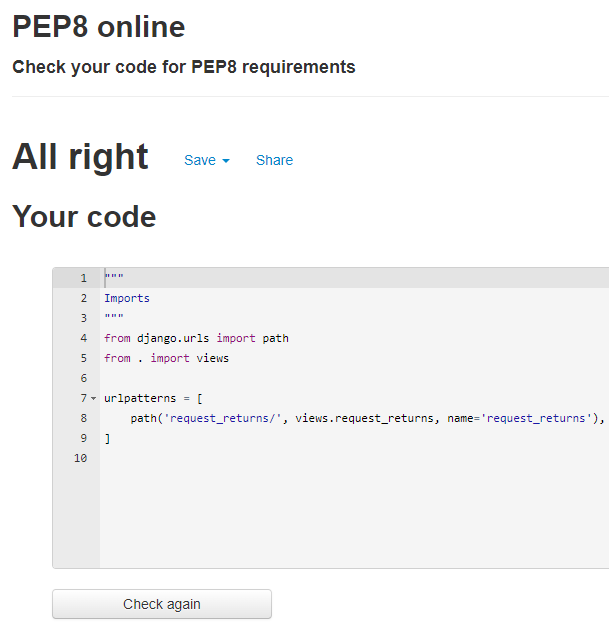 PEP8 online
Check your code for PEP8 requirements
All right Save Share
Your code
1 """
2 Imports
3 """
4 from django.urls import path
5 from . import views
6
7 urlpatterns = [
8     path('request_returns/', views.request_returns, name='request_returns'),
9 ]
10
Check again